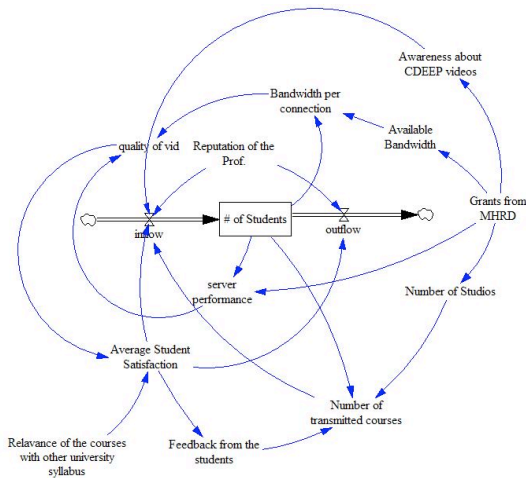 Awareness about
CDEEP videos
Bandwidth per
connection
quality of vid
Reputation of the
Prof.
Available
Bandwidth
Grants from
MHRD
# of Students
inflow
outflow
server
performance
Number of Studios
Average Student
Satisfaction
Number of
transmitted courses
Relavance of the courses
with other university
syllabus
Feedback from the
students